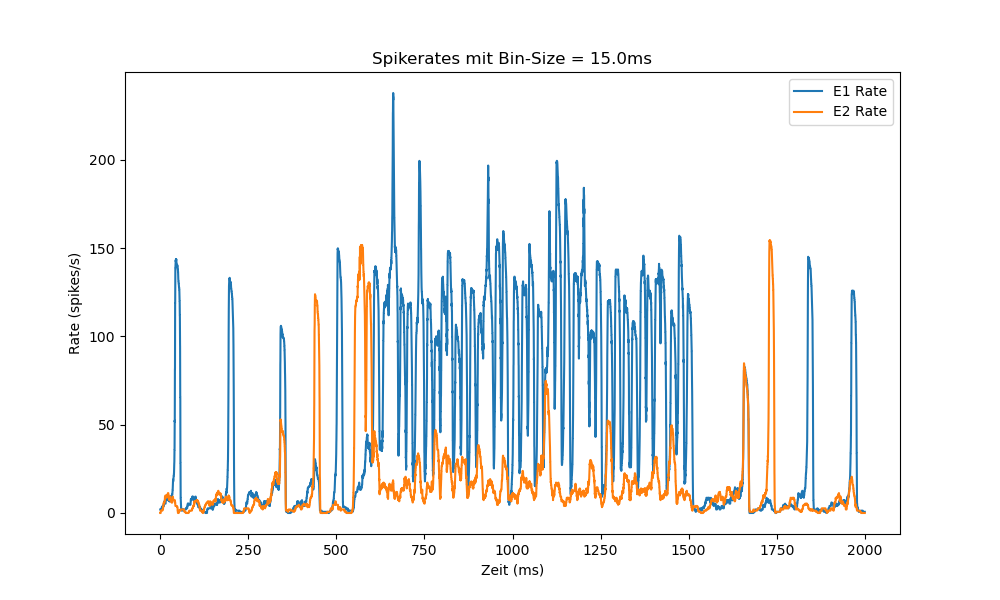 Spikerates mit Bin-Size = 15.0ms
E1 Rate
E2 Rate
Rate (spikes/s)
200
150
100
50
0
0 250 500 750 1000 1250 1500 1750 2000
Zeit (ms)